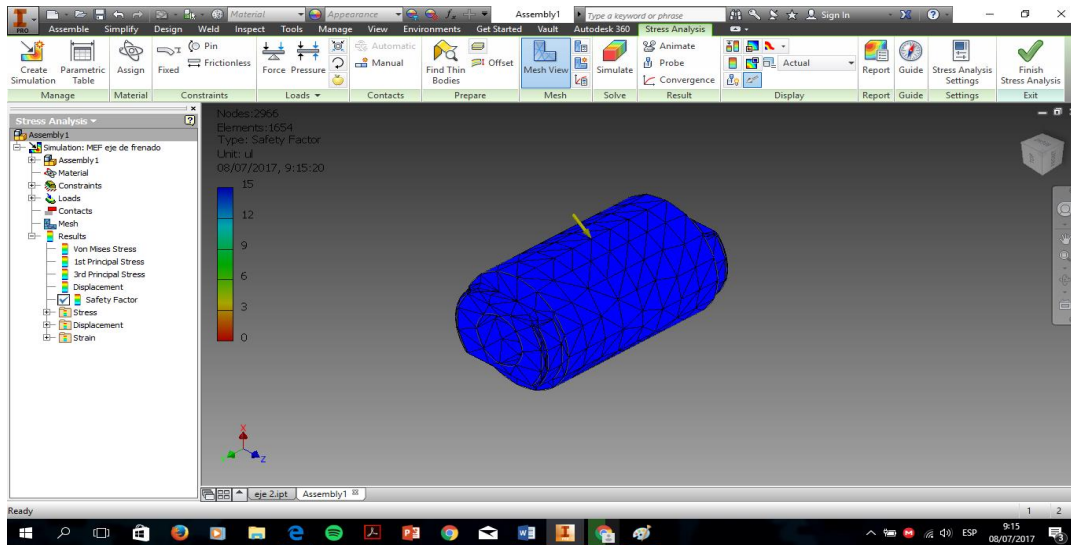 I PRO
Material
Appearance
Assembly1
Type a keyword or phrase
Sign In
Assemble Simplify Design Weld Inspect Tools Manage View Environments Get Started Vault Autodesk 360 Stress Analysis
Create Simulation
Parametric Table
Assign
Fixed
Pin
Frictionless
Force
Pressure
Automatic
Manual
Find Thin Bodies
Offset
Mesh View
Simulate
Animate
Probe
Convergence
Actual
Report
Guide
Stress Analysis Settings
Finish Stress Analysis
Manage Material Constraints Loads Contacts Prepare Mesh Solve Result Display Report Guide Settings Exit
Stress Analysis
Assembly1
Simulation: MEF eje de frenado
Assembly1
Material
Constraints
Loads
Contacts
Mesh
Results
Von Mises Stress
1st Principal Stress
3rd Principal Stress
Displacement
Safety Factor
Stress
Displacement
Strain
Nodes:2966
Elements:1654
Type: Safety Factor
Unit: ul
08/07/2017, 9:15:20
15
12
9
6
3
0
X
Z
eje 2.ipt Assembly1
Ready
1 2
ESP
9:15
08/07/2017